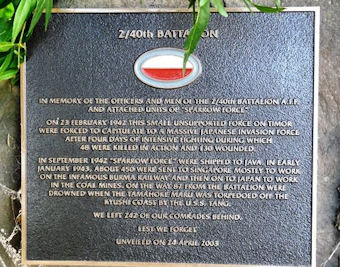 2/40th BATTALION
IN MEMORY OF THE OFFICERS AND MEN OF THE 2/40th BATTALION A.I.F.
AND ATTACHED UNITS OF "SPARROW FORCE".
ON 23 FEBRUARY 1942 THIS SMALL UNSUPPORTED FORCE ON TIMOR
WERE FORCED TO CAPITULATE TO A MASSIVE JAPANESE INVASION FORCE
AFTER FOUR DAYS OF INTENSIVE FIGHTING DURING WHICH
48 WERE KILLED IN ACTION AND 130 WOUNDED.
IN SEPTEMBER 1942 "SPARROW FORCE" WERE SHIPPED TO JAVA. IN EARLY
JANUARY 1943, ABOUT 450 WERE SENT TO SINGAPORE MOSTLY TO WORK
ON THE INFAMOUS BURMA RAILWAY AND THEN ON TO JAPAN TO WORK
IN THE COAL MINES. ON THE WAY 87 FROM THE BATTALION WERE
DROWNED WHEN THE TAMAHOKE MARU WAS TORPEDOED OFF THE
KYUSHI COAST BY THE U.S.S. TANG.
WE LEFT 242 OF OUR COMRADES BEHIND.
LEST WE FORGET
UNVEILED ON 24 APRIL 2003